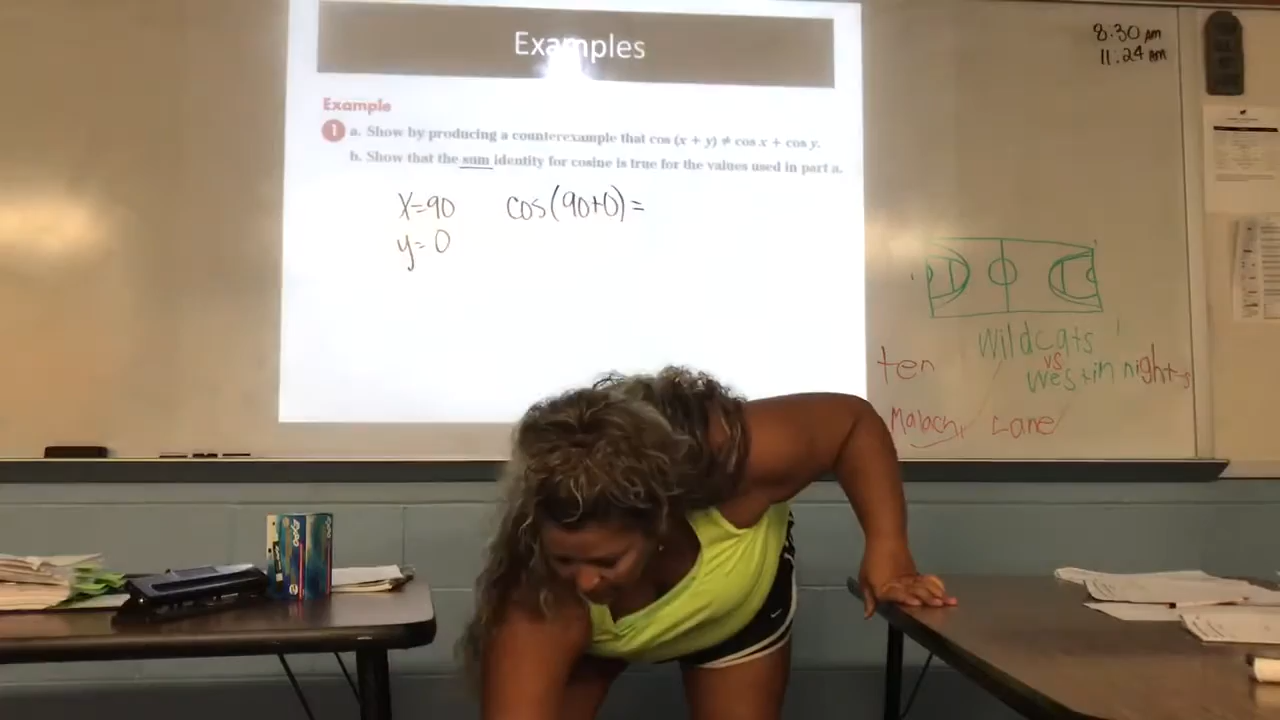 Examples
Example
1 a. Show by producing a counterexample that cos (x + y) ≠ cos x + cos y.
b. Show that the sum identity for cosine is true for the values used in part a.
x=90 cos(90+0)=
y=0
8:30 am
11:24 am
wildcats
vs
westin nights
ten
Malachi Lane
EXPO